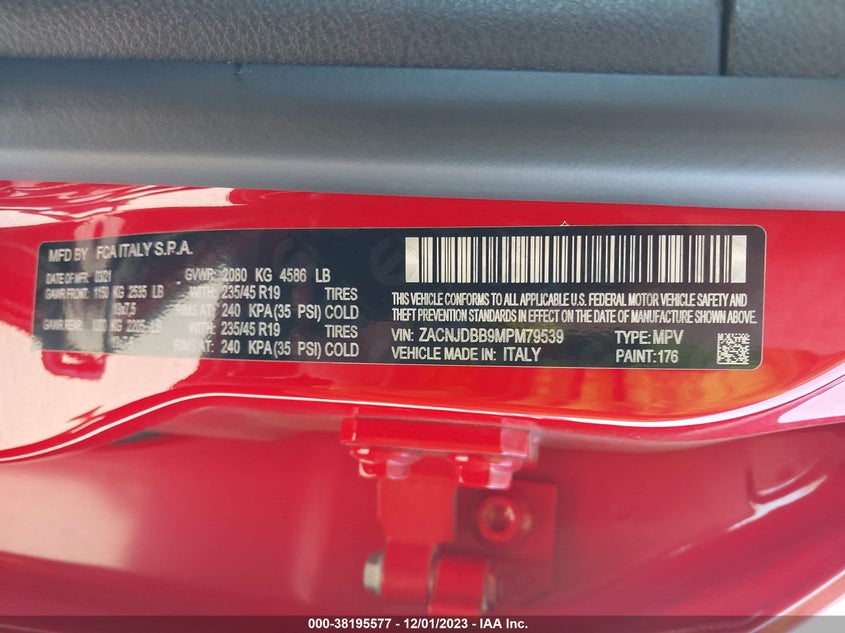 MFD BY FCA ITALY S.P.A.
DATE OF MFR 03/21 GVWR: 2080 KG 4586 LB
GAWR FRONT: 1150 KG 2535 LB WITH: 235/45 R19 TIRES
19x7,5 RIMS AT: 240 KPA(35 PSI) COLD
GAWR REAR: KG 2205 LB WITH: 235/45 R19 TIRES
RIMS AT: 240 KPA(35 PSI) COLD
THIS VEHICLE CONFORMS TO ALL APPLICABLE U.S. FEDERAL MOTOR VEHICLE SAFETY AND
THEFT PREVENTION STANDARDS IN EFFECT ON THE DATE OF MANUFACTURE SHOWN ABOVE
VIN: ZACNJDBB9MPM79539 TYPE: MPV
VEHICLE MADE IN: ITALY PAINT: 176
000-38195577 - 12/01/2023 - IAA Inc.